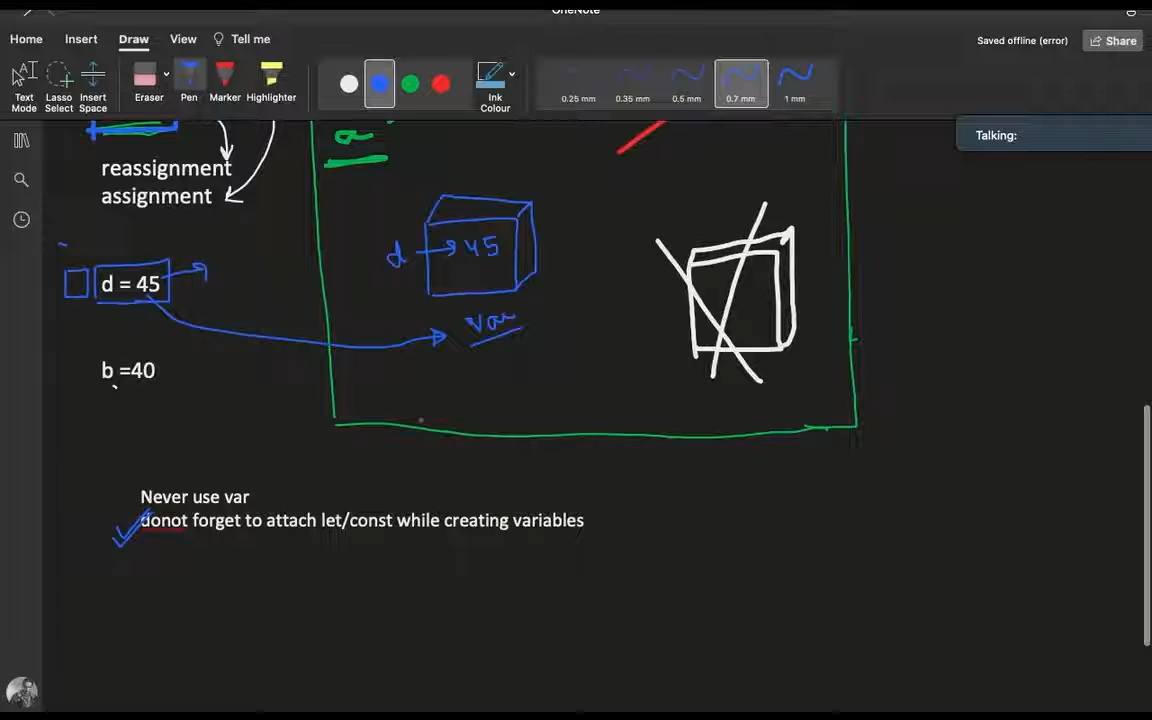 OneNote
Home Insert Draw View Tell me
Saved offline (error) Share
Text Mode
Lasso Select
Insert Space
Eraser
Pen
Marker
Highlighter
Ink Colour
0.25 mm
0.35 mm
0.5 mm
0.7 mm
1 mm
Talking:
a
reassignment
assignment
d = 45
d 45
var
b =40
Never use var
donot forget to attach let/const while creating variables